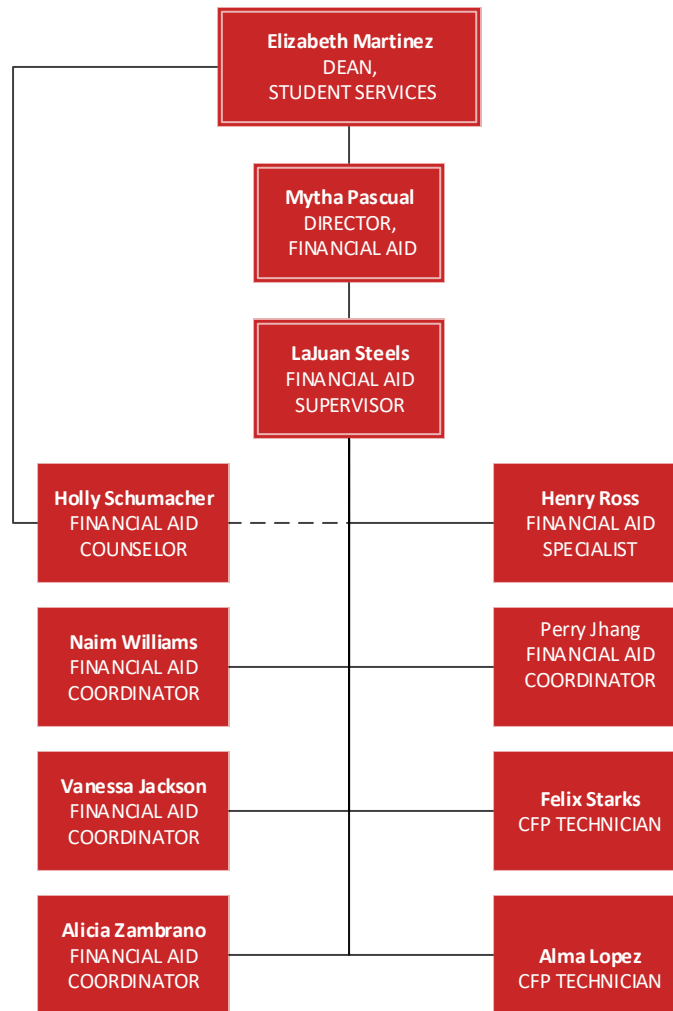 Elizabeth Martinez
DEAN,
STUDENT SERVICES
Mytha Pascual
DIRECTOR,
FINANCIAL AID
LaJuan Steels
FINANCIAL AID
SUPERVISOR
Holly Schumacher
FINANCIAL AID
COUNSELOR
Henry Ross
FINANCIAL AID
SPECIALIST
Naim Williams
FINANCIAL AID
COORDINATOR
Perry Jhang
FINANCIAL AID
COORDINATOR
Vanessa Jackson
FINANCIAL AID
COORDINATOR
Felix Starks
CFP TECHNICIAN
Alicia Zambrano
FINANCIAL AID
COORDINATOR
Alma Lopez
CFP TECHNICIAN